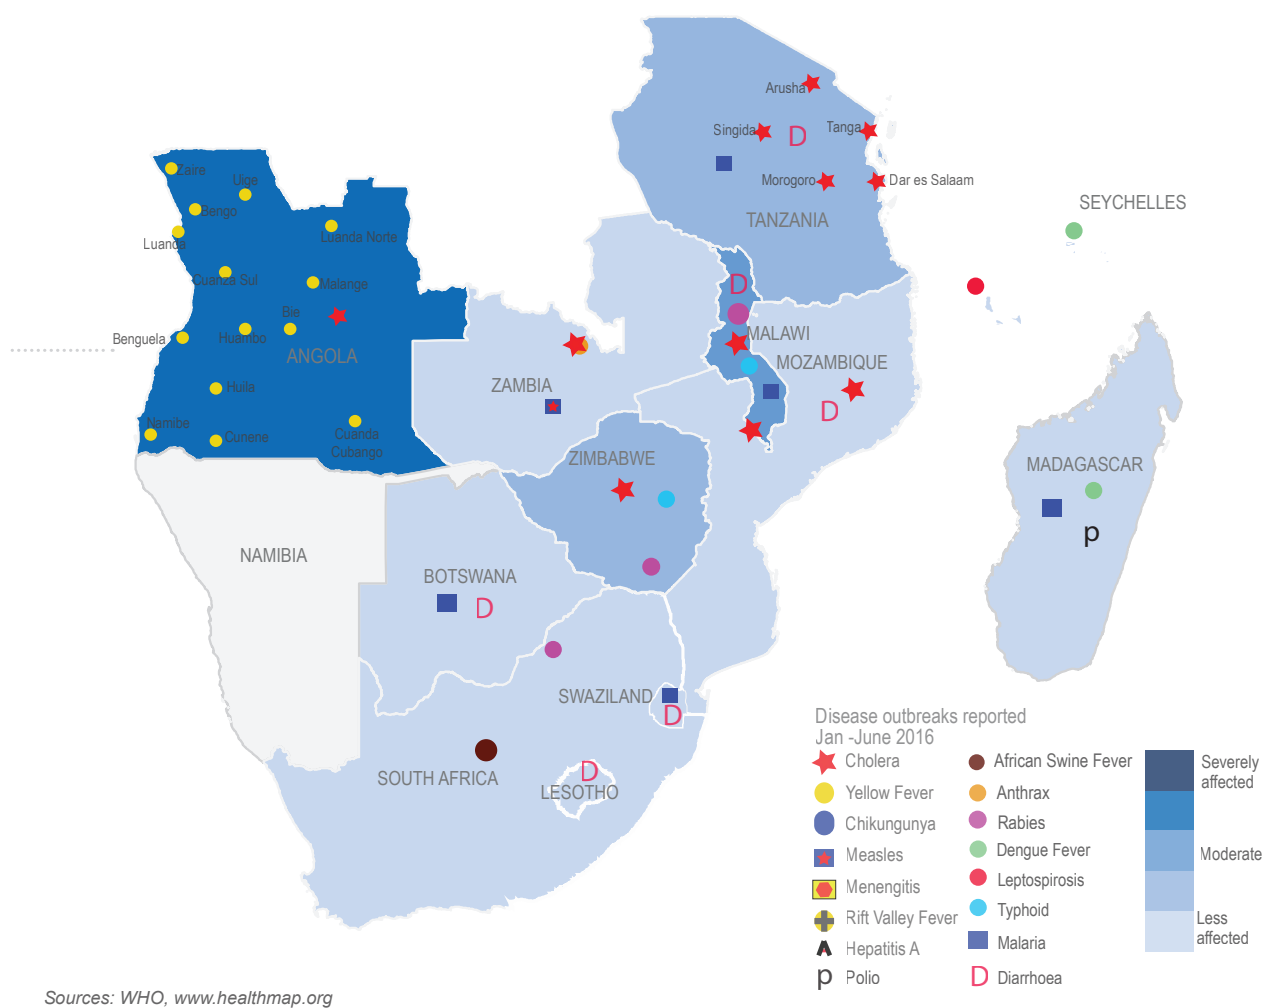 Arusha
Singida
D
Tanga
Morogoro
Dar es Salaam
TANZANIA
SEYCHELLES
Zaire
Uige
Bengo
Luanda
Luanda Norte
Cuanza Sul
Malange
Bie
Benguela
Huambo
ANGOLA
Huila
Namibe
Cunene
Cuanda
Cubango
D
MALAWI
MOZAMBIQUE
D
ZAMBIA
ZIMBABWE
MADAGASCAR
p
NAMIBIA
BOTSWANA
D
SWAZILAND
D
SOUTH AFRICA
D
LESOTHO
Disease outbreaks reported
Jan -June 2016
Cholera
Yellow Fever
Chikungunya
Measles
Menengitis
Rift Valley Fever
Hepatitis A
p Polio
African Swine Fever
Anthrax
Rabies
Dengue Fever
Leptospirosis
Typhoid
Malaria
D Diarrhoea
Severely
affected
Moderate
Less
affected
Sources: WHO, www.healthmap.org